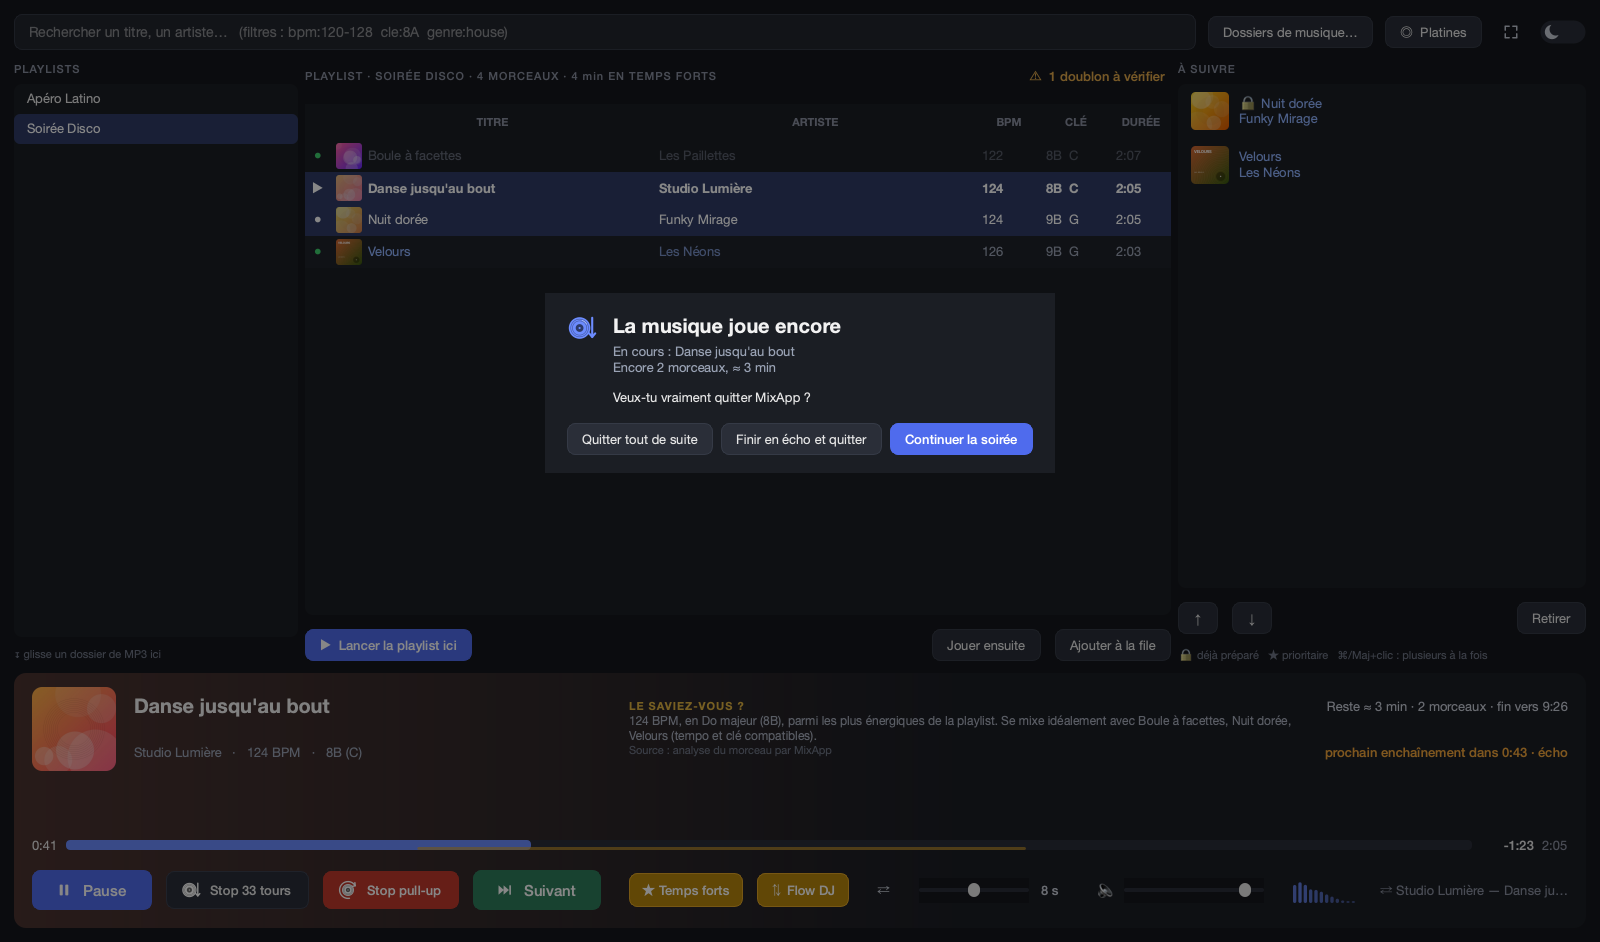 Rechercher un titre, un artiste… (filtres : bpm:120-128 cle:8A genre:house)
Dossiers de musique…
Platines
PLAYLISTS
Apéro Latino
Soirée Disco
↧ glisse un dossier de MP3 ici
PLAYLIST · SOIRÉE DISCO · 4 MORCEAUX · 4 min EN TEMPS FORTS
⚠ 1 doublon à vérifier
TITRE ARTISTE BPM CLÉ DURÉE
Boule à facettes Les Paillettes 122 8B C 2:07
Danse jusqu'au bout Studio Lumière 124 8B C 2:05
Nuit dorée Funky Mirage 124 9B G 2:05
Velours Les Néons 126 9B G 2:03
La musique joue encore
En cours : Danse jusqu'au bout
Encore 2 morceaux, ≈ 3 min
Veux-tu vraiment quitter MixApp ?
Quitter tout de suite
Finir en écho et quitter
Continuer la soirée
Lancer la playlist ici
Jouer ensuite
Ajouter à la file
À SUIVRE
Nuit dorée
Funky Mirage
Velours
Les Néons
↑
↓
Retirer
🔒 déjà préparé ★ prioritaire ⌘/Maj+clic : plusieurs à la fois
Danse jusqu'au bout
Studio Lumière · 124 BPM · 8B (C)
LE SAVIEZ-VOUS ?
124 BPM, en Do majeur (8B), parmi les plus énergiques de la playlist. Se mixe idéalement avec Boule à facettes, Nuit dorée,
Velours (tempo et clé compatibles).
Source : analyse du morceau par MixApp
Reste ≈ 3 min · 2 morceaux · fin vers 9:26
prochain enchaînement dans 0:43 · écho
0:41
-1:23 2:05
Pause
Stop 33 tours
Stop pull-up
Suivant
★ Temps forts
⇅ Flow DJ
⇄
8 s
⇄ Studio Lumière — Danse ju…